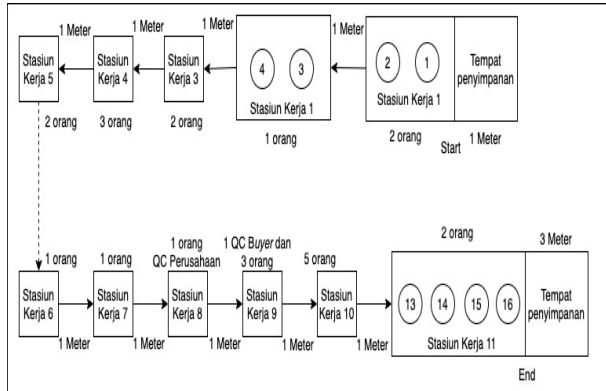 1 Meter
1 Meter
1 Meter
1 Meter
Stasiun
Kerja 5
Stasiun
Kerja 4
Stasiun
Kerja 3
4
3
Stasiun Kerja 1
2
1
Stasiun Kerja 1
Tempat
penyimpanan
2 orang
3 orang
2 orang
1 orang
2 orang
1 Meter
Start
1 orang
1 orang
1 orang
QC Perusahaan
1 QC Buyer dan
3 orang
5 orang
2 orang
3 Meter
Stasiun
Kerja 6
Stasiun
Kerja 7
Stasiun
Kerja 8
Stasiun
Kerja 9
Stasiun
Kerja 10
13
14
15
16
Stasiun Kerja 11
Tempat
penyimpanan
1 Meter
1 Meter
1 Meter
1 Meter
1 Meter
End